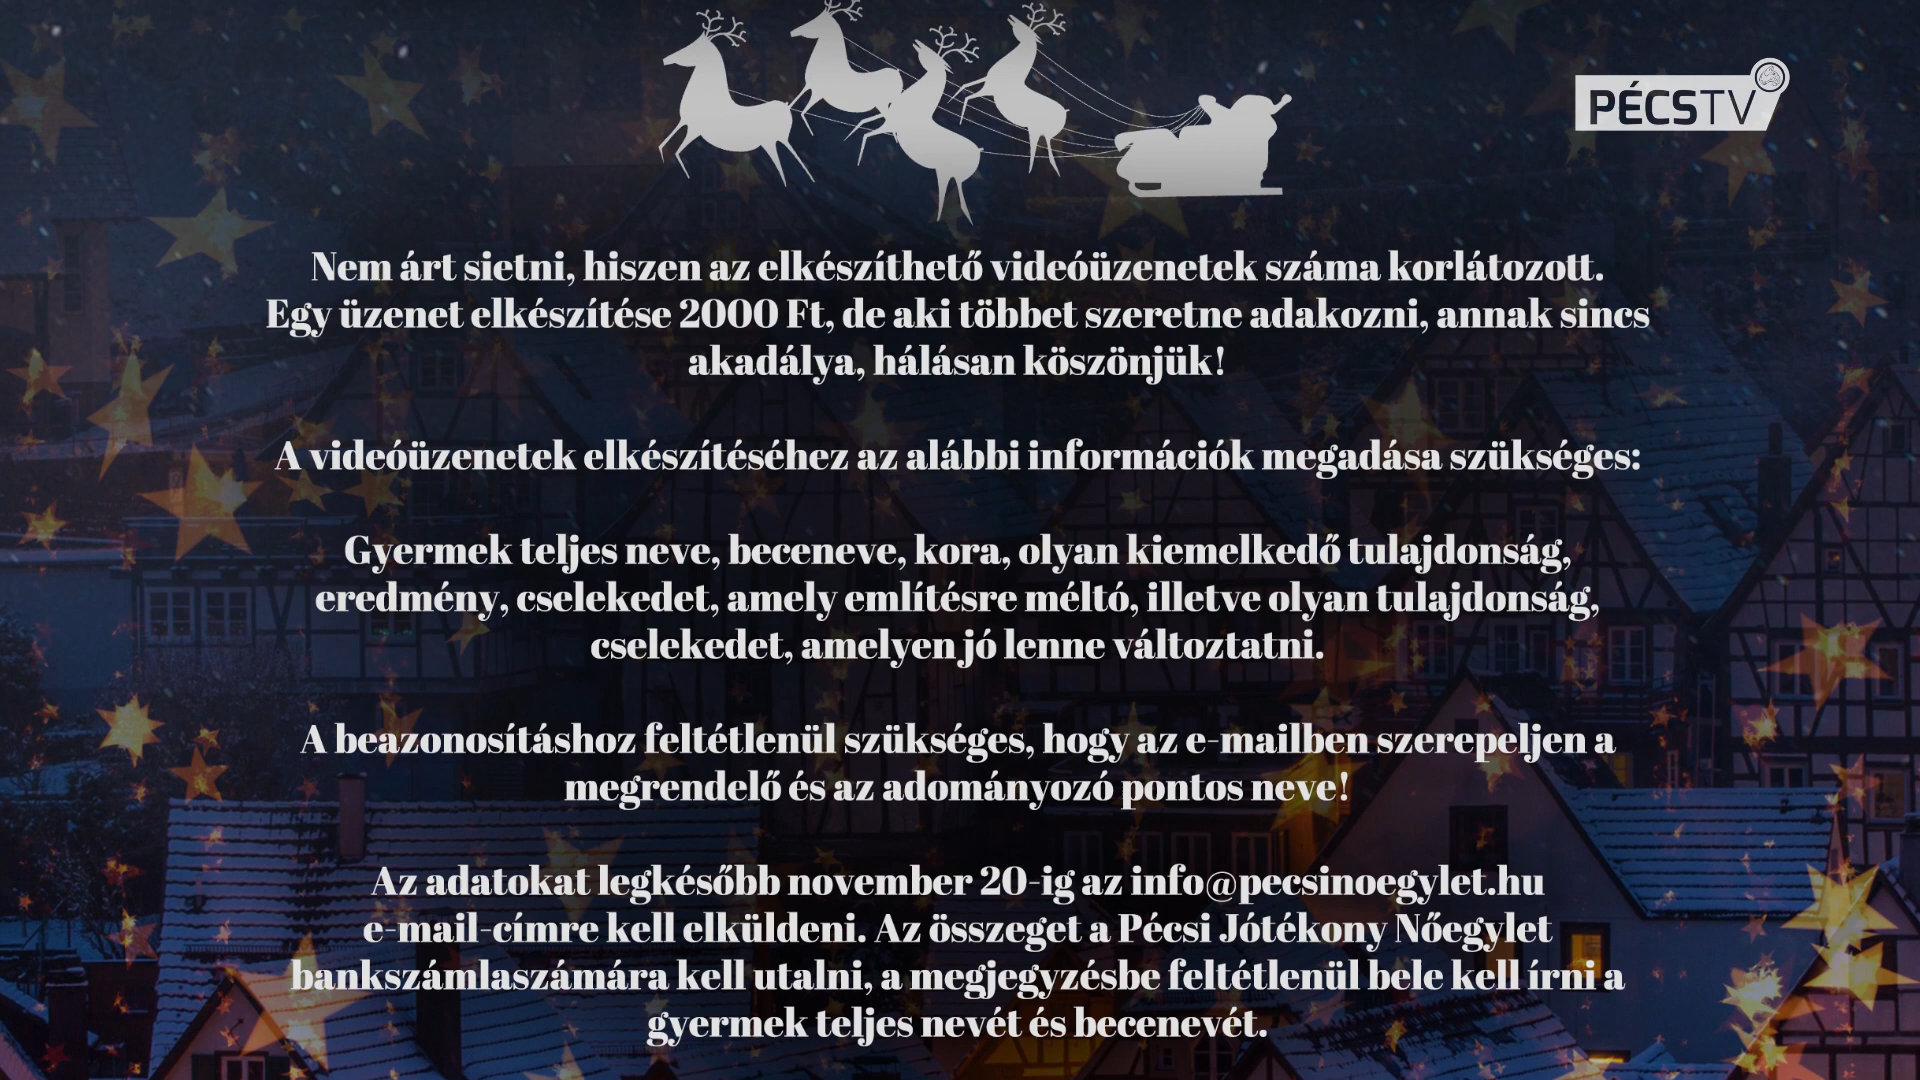 PÉCSTV
Nem árt sietni, hiszen az elkészíthető videóüzenetek száma korlátozott.
Egy üzenet elkészítése 2000 Ft, de aki többet szeretne adakozni, annak sincs
akadálya, hálásan köszönjük!
A videóüzenetek elkészítéséhez az alábbi információk megadása szükséges:
Gyermek teljes neve, beceneve, kora, olyan kiemelkedő tulajdonság,
eredmény, cselekedet, amely említésre méltó, illetve olyan tulajdonság,
cselekedet, amelyen jó lenne változtatni.
A beazonosításhoz feltétlenül szükséges, hogy az e-mailben szerepeljen a
megrendelő és az adományozó pontos neve!
Az adatokat legkésőbb november 20-ig az info@pecsinoegylet.hu
e-mail-címre kell elküldeni. Az összeget a Pécsi Jótékony Nőegylet
bankszámlaszámára kell utalni, a megjegyzésbe feltétlenül bele kell írni a
gyermek teljes nevét és becenevét.